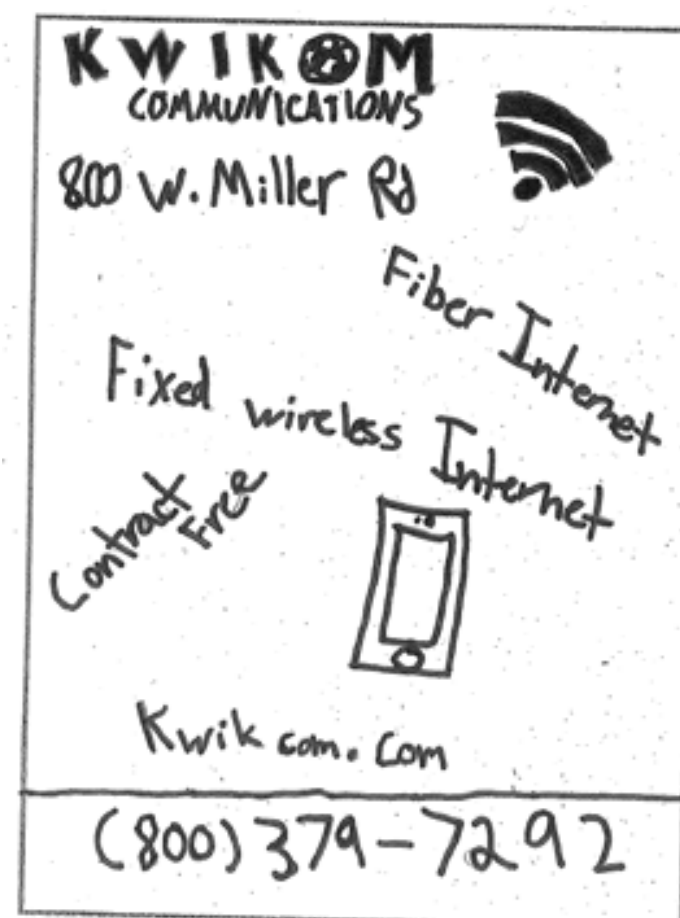 KWIKOM
COMMUNICATIONS
800 W. Miller Rd
Fiber Internet
Fixed wireless Internet
Contract
Free
Kwikcom.com
(800)379-7292